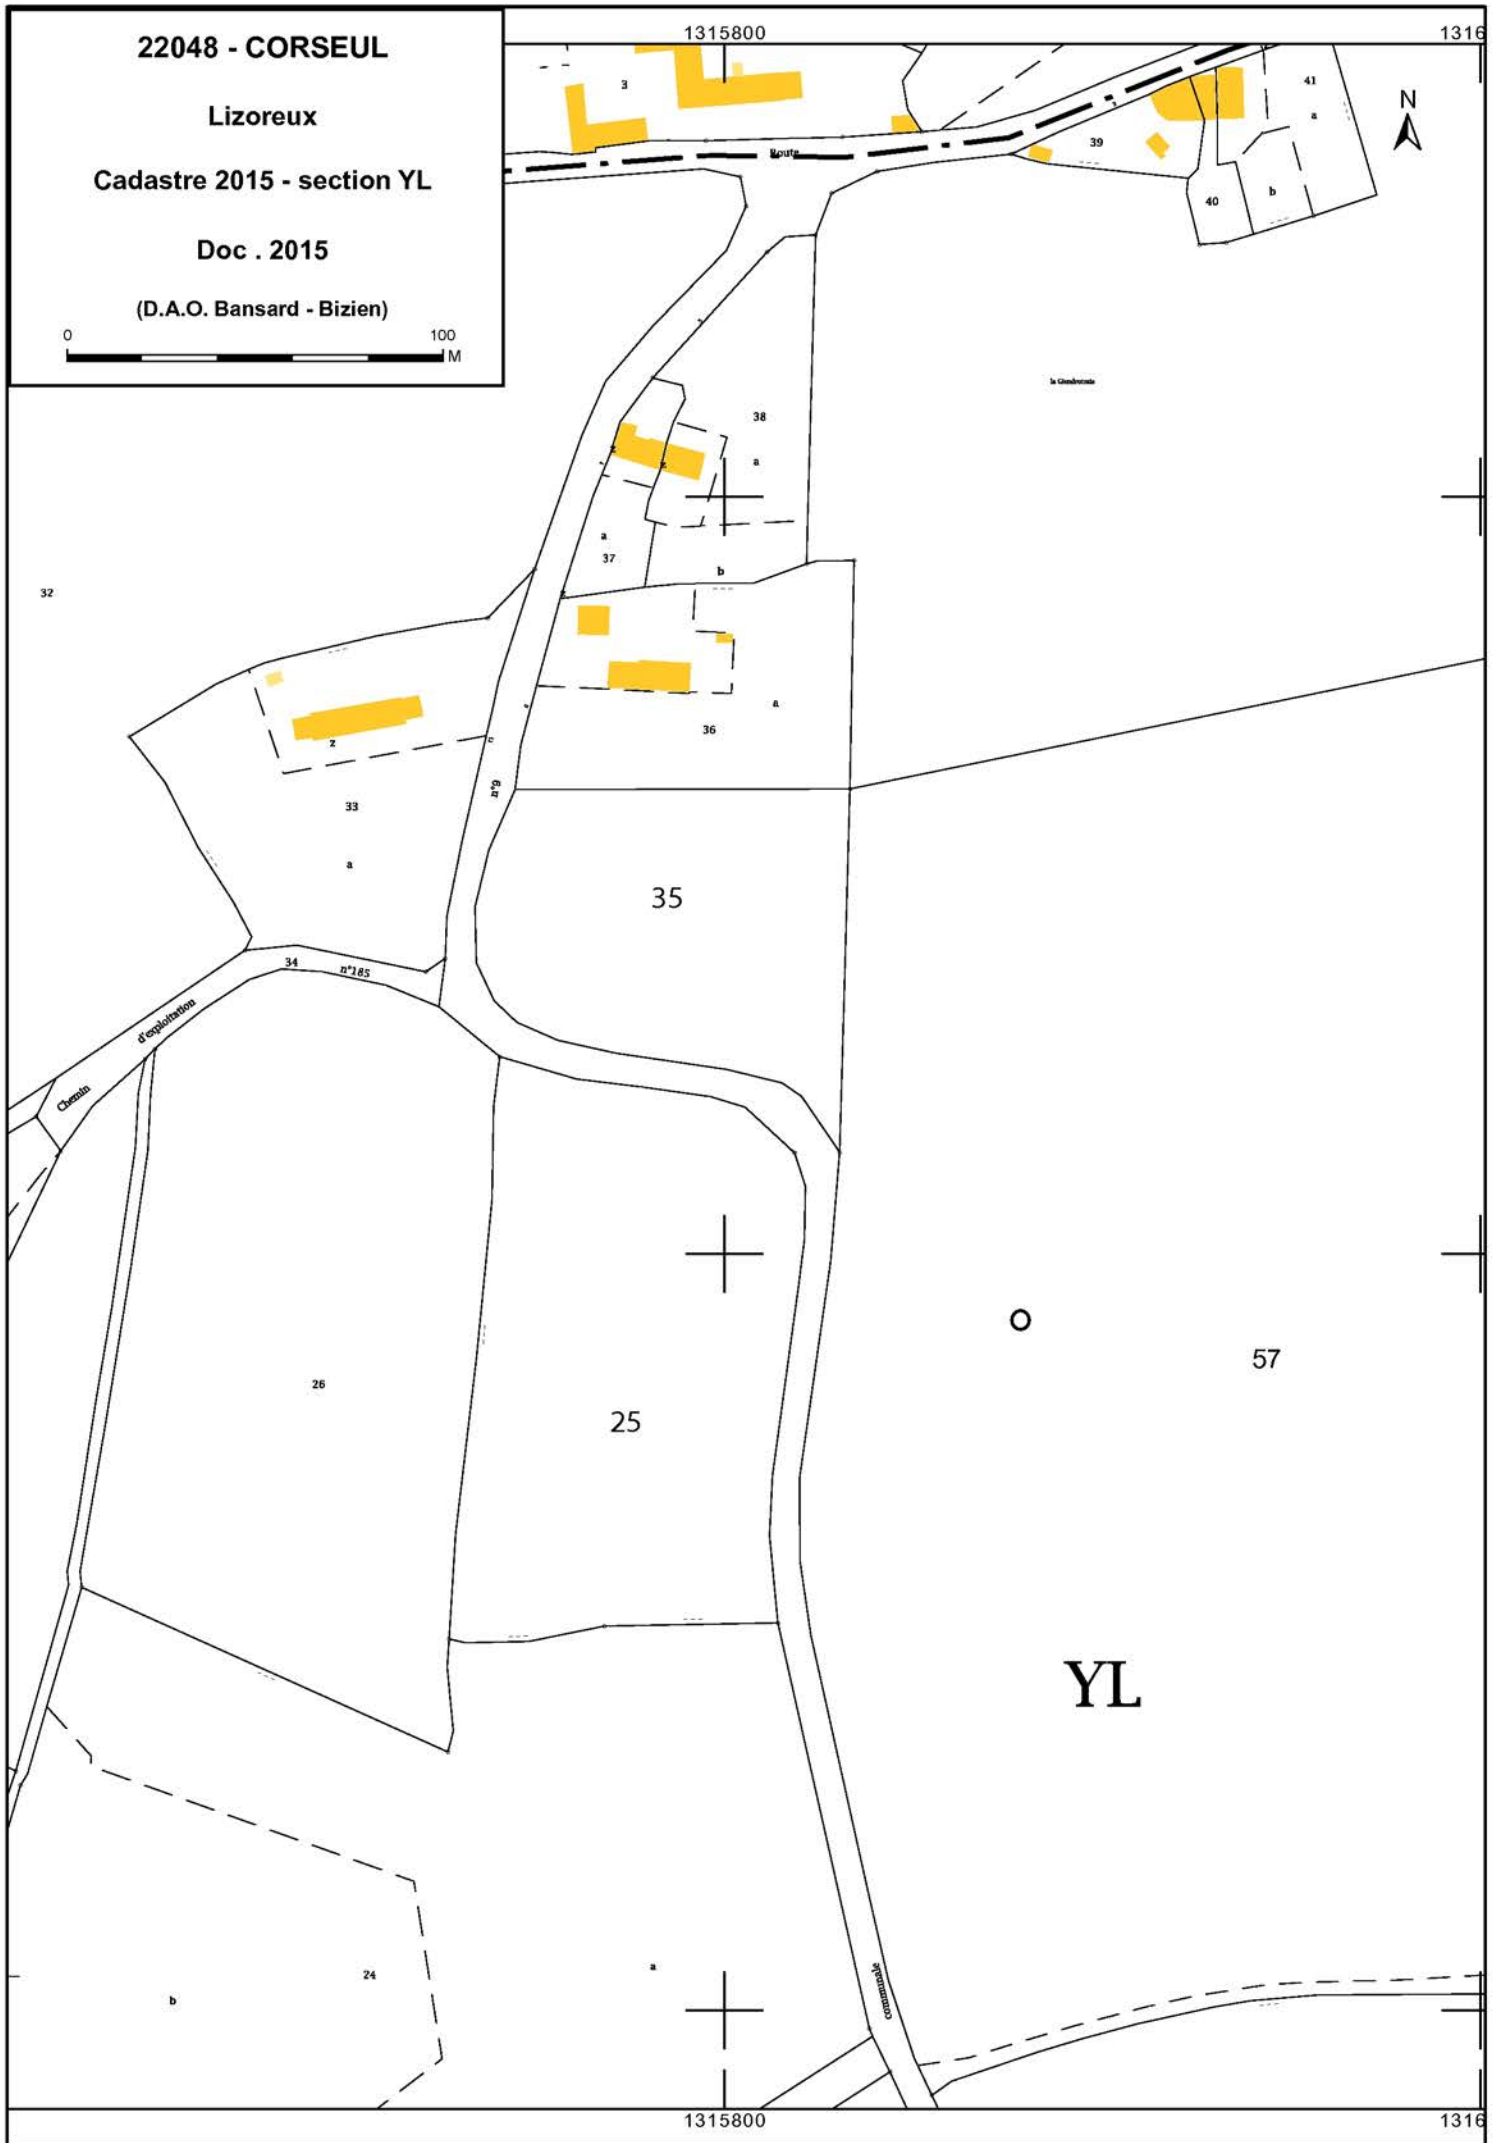 22048 - CORSEUL
Lizoreux
Cadastre 2015 - section YL
Doc . 2015
(D.A.O. Bansard - Bizien)
0 100
M
1315800 1316
3
41
a
N
39
Route
40
b
38
a
z
z
a
37
b
32
z
a
36
z
33
n°9
a
35
34
n°185
d'exploitation
Chemin
57
26
25
YL
24
a
b
communale
1315800 1316